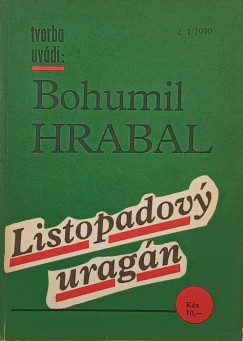 tvorba
uvádí:
č. 1/1990
Bohumil
HRABAL
Listopadový
uragán
Kčs
10,—